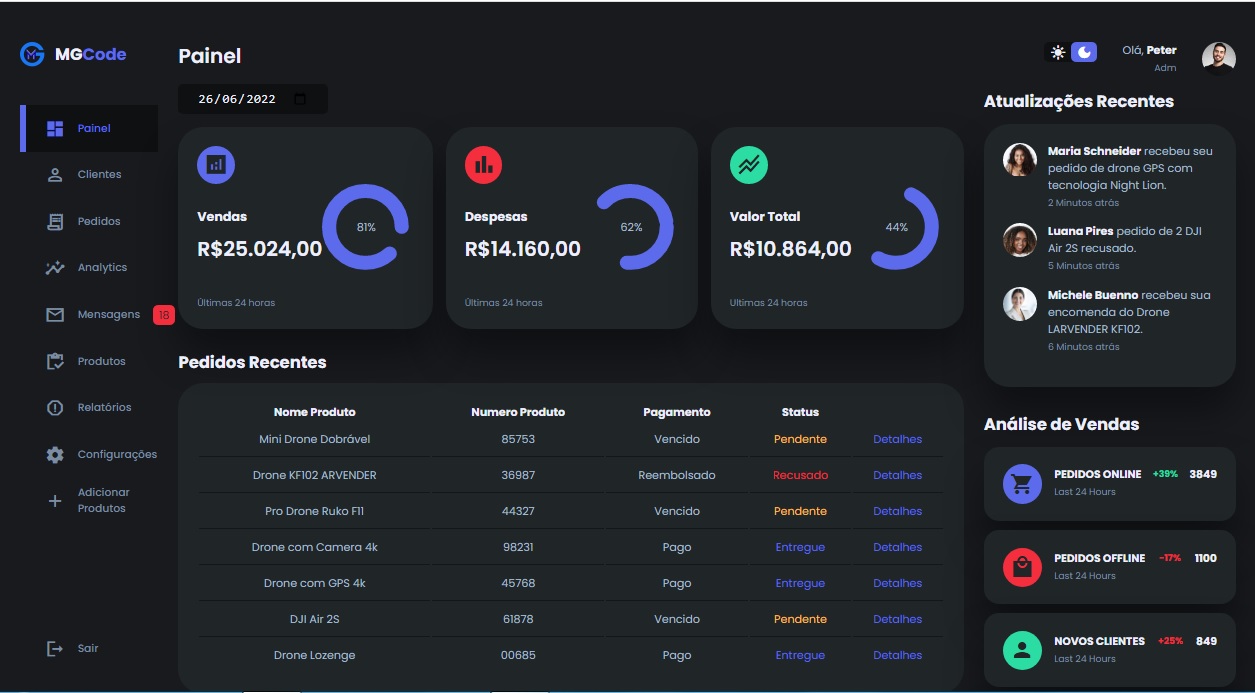 MGCode
Painel
Clientes
Pedidos
Analytics
Mensagens 18
Produtos
Relatórios
Configurações
Adicionar
Produtos
Sair
Painel
26/06/2022
Vendas
R$25.024,00
81%
Últimas 24 horas
Despesas
R$14.160,00
62%
Últimas 24 horas
Valor Total
R$10.864,00
44%
Ultimas 24 horas
Pedidos Recentes
Nome Produto Numero Produto Pagamento Status
Mini Drone Dobrável 85753 Vencido Pendente Detalhes
Drone KF102 ARVENDER 36987 Reembolsado Recusado Detalhes
Pro Drone Ruko F11 44327 Vencido Pendente Detalhes
Drone com Camera 4k 98231 Pago Entregue Detalhes
Drone com GPS 4k 45768 Pago Entregue Detalhes
DJI Air 2S 61878 Vencido Pendente Detalhes
Drone Lozenge 00685 Pago Entregue Detalhes
Olá, Peter
Adm
Atualizações Recentes
Maria Schneider recebeu seu
pedido de drone GPS com
tecnologia Night Lion.
2 Minutos atrás
Luana Pires pedido de 2 DJI
Air 2S recusado.
5 Minutos atrás
Michele Buenno recebeu sua
encomenda do Drone
LARVENDER KF102.
6 Minutos atrás
Análise de Vendas
PEDIDOS ONLINE +39% 3849
Last 24 Hours
PEDIDOS OFFLINE -17% 1100
Last 24 Hours
NOVOS CLIENTES +25% 849
Last 24 Hours